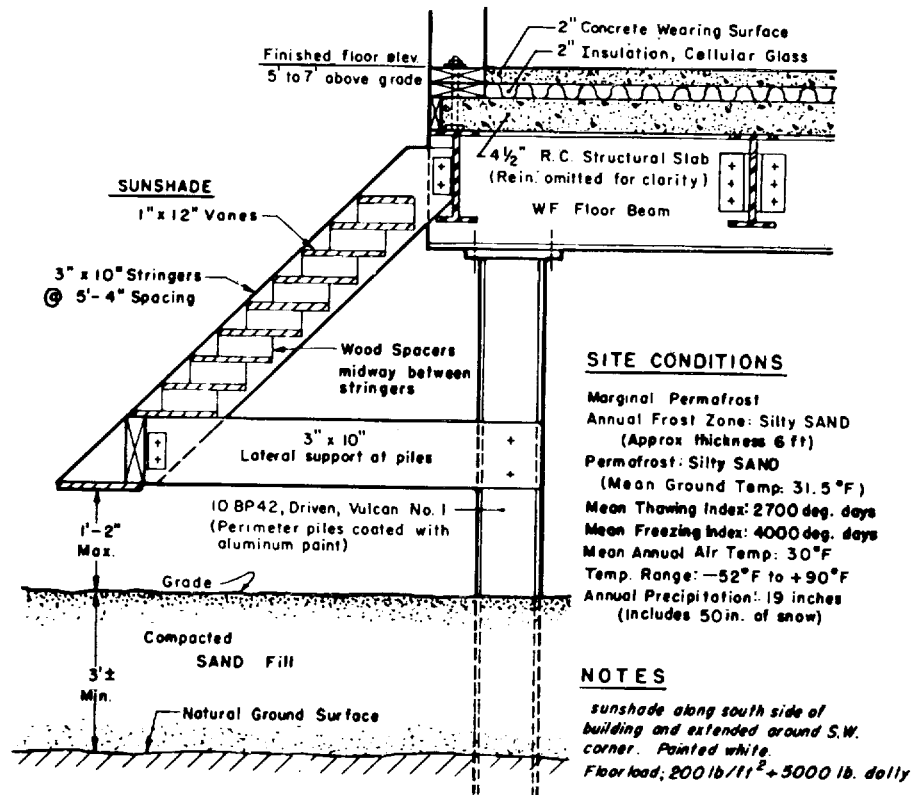 2" Concrete Wearing Surface
2" Insulation, Cellular Glass
Finished floor elev.
5' to 7' above grade
4 1/2" R.C. Structural Slab
(Rein. omitted for clarity)
WF Floor Beam
SUNSHADE
1" x 12" Vanes
3" x 10" Stringers
@ 5'-4" Spacing
Wood Spacers
midway between
stringers
3" x 10"
Lateral support at piles
10 BP42, Driven, Vulcan No. 1
(Perimeter piles coated with
aluminum paint)
1'-2"
Max.
Grade
Compacted
SAND Fill
3'±
Min.
Natural Ground Surface
SITE CONDITIONS
Marginal Permafrost
Annual Frost Zone: Silty SAND
(Approx thickness 6 ft)
Permafrost: Silty SAND
(Mean Ground Temp: 31.5°F)
Mean Thawing Index: 2700 deg. days
Mean Freezing Index: 4000 deg. days
Mean Annual Air Temp: 30°F
Temp. Range: -52°F to +90°F
Annual Precipitation: 19 inches
(Includes 50 in. of snow)
NOTES
sunshade along south side of
building and extended around S.W.
corner. Painted white.
Floor load; 200 lb/ft² + 5000 lb. dolly